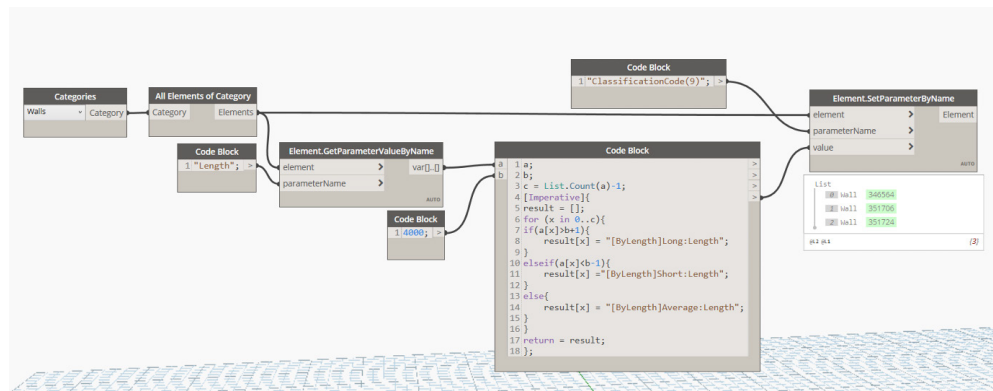 Categories
Walls
Category >
All Elements of Category
Category
Elements >
Code Block
1 "Length"; >
Element.GetParameterValueByName
element >
var[]..[]
parameterName >
AUTO
Code Block
1 4000; >
Code Block
1 "ClassificationCode(9)"; >
Code Block
a
b
1 a; >
2 b; >
3 c = List.Count(a)-1; >
4 [Imperative]{ >
5 result = [];
6 for (x in 0..c){
7 if(a[x]>b+1){
8 result[x] = "[ByLength]Long:Length";
9 }
10 elseif(a[x]<b-1){
11 result[x] ="[ByLength]Short:Length";
12 }
13 else{
14 result[x] = "[ByLength]Average:Length";
15 }
16 }
17 return = result;
18 };
Element.SetParameterByName
element >
Element
parameterName >
value >
AUTO
List
0 Wall 346564
1 Wall 351706
2 Wall 351724
@L2 @L1
{3}